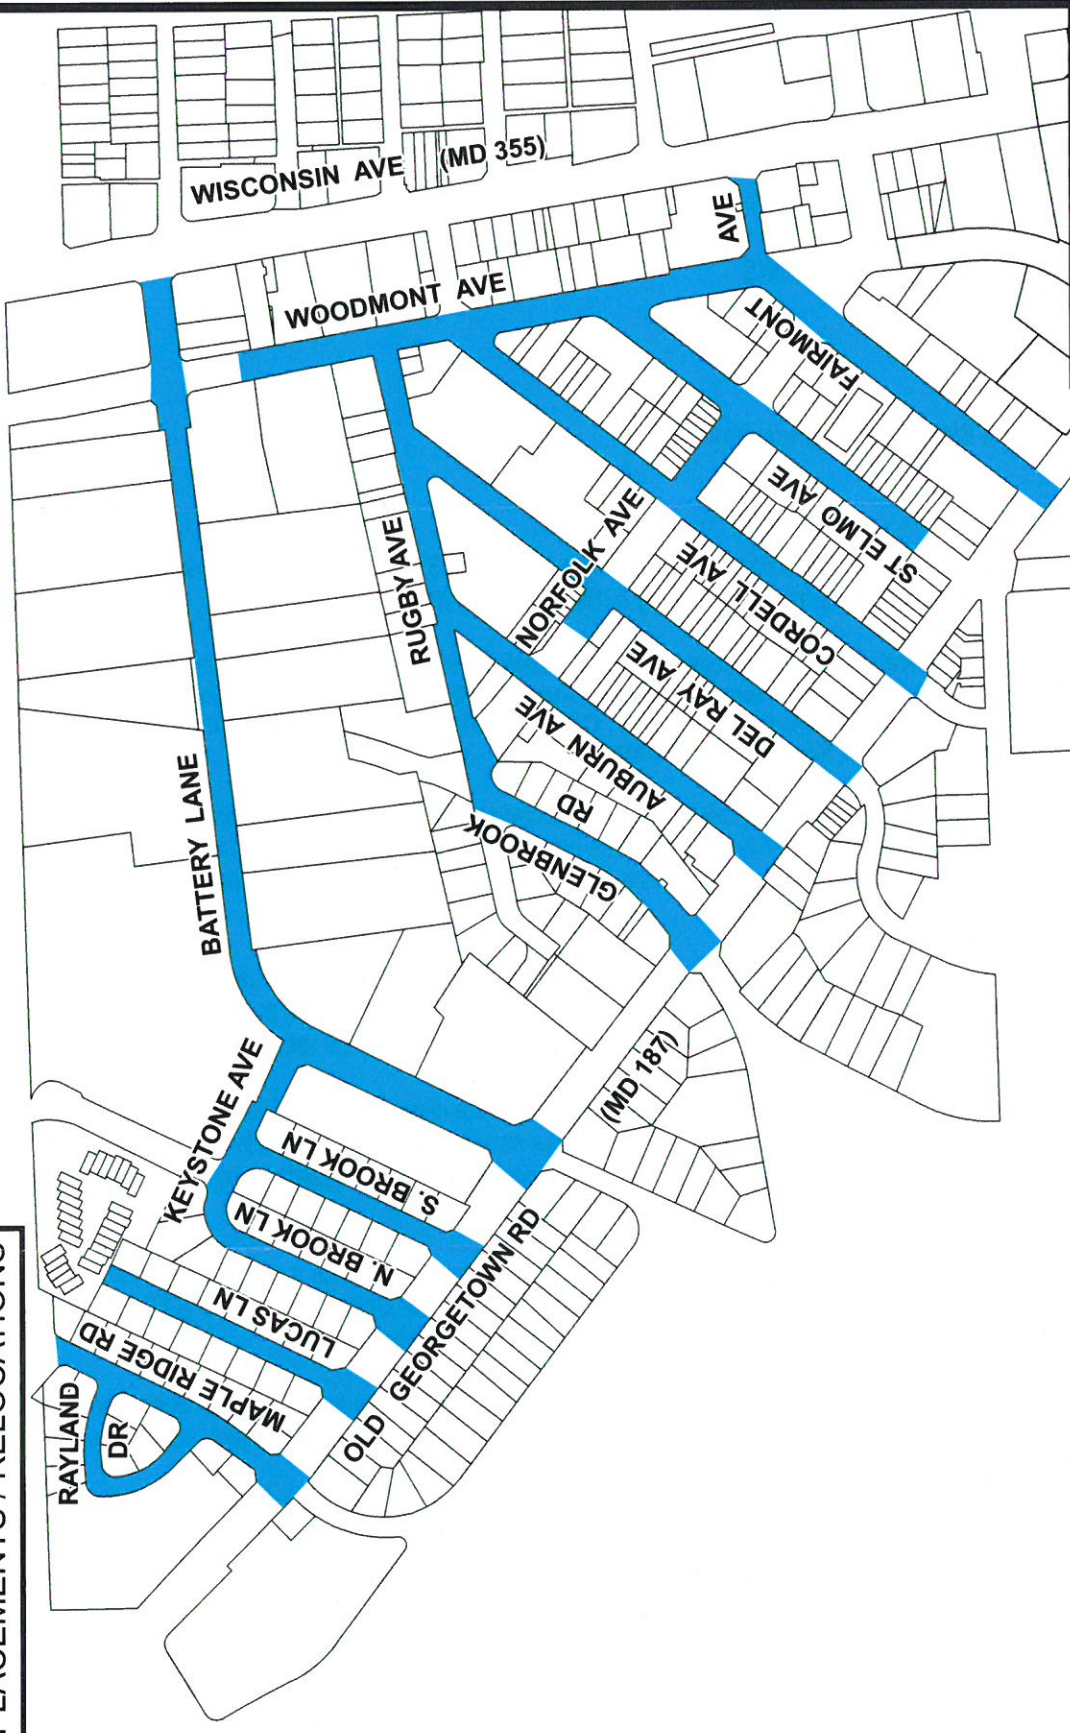 WISCONSIN AVE (MD 355)
WOODMONT AVE
AVE
FAIRMONT
ST ELMO AVE
NORFOLK AVE
CORDELL AVE
RUGBY AVE
DEL RAY AVE
AUBURN AVE
RD
GLENBROOK
BATTERY LANE
(MD 187)
KEYSTONE AVE
S. BROOK LN
N. BROOK LN
LUCAS LN
MAPLE RIDGE RD
OLD GEORGETOWN RD
RAYLAND
DR